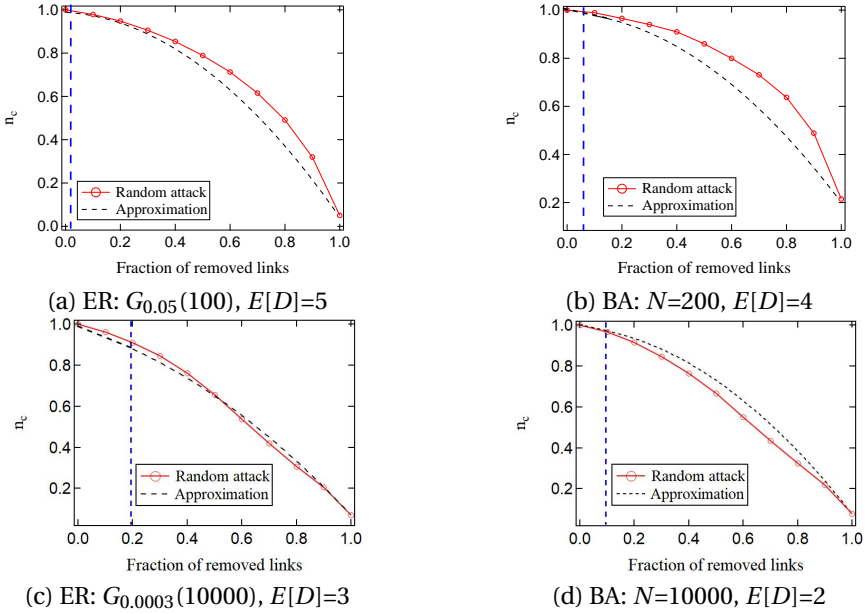 1.0
0.8
0.6
0.4
0.2
0.0
n_c
0.0 0.2 0.4 0.6 0.8 1.0
Fraction of removed links
Random attack
Approximation
(a) ER: G_{0.05}(100), E[D]=5
1.0
0.8
0.6
0.4
0.2
n_c
0.0 0.2 0.4 0.6 0.8 1.0
Fraction of removed links
Random attack
Approximation
(b) BA: N=200, E[D]=4
1.0
0.8
0.6
0.4
0.2
n_c
0.0 0.2 0.4 0.6 0.8 1.0
Fraction of removed links
Random attack
Approximation
(c) ER: G_{0.0003}(10000), E[D]=3
1.0
0.8
0.6
0.4
0.2
n_c
0.0 0.2 0.4 0.6 0.8 1.0
Fraction of removed links
Random attack
Approximation
(d) BA: N=10000, E[D]=2